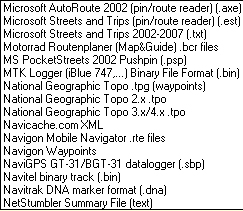 Microsoft AutoRoute 2002 (pin/route reader) (.axe)
Microsoft Streets and Trips (pin/route reader) (.est)
Microsoft Streets and Trips 2002-2007 (.txt)
Motorrad Routenplaner (Map&Guide) .bcr files
MS PocketStreets 2002 Pushpin (.psp)
MTK Logger (iBlue 747,...) Binary File Format (.bin)
National Geographic Topo .tpg (waypoints)
National Geographic Topo 2.x .tpo
National Geographic Topo 3.x/4.x .tpo
Navicache.com XML
Navigon Mobile Navigator .rte files
Navigon Waypoints
NaviGPS GT-31/BGT-31 datalogger (.sbp)
Navitel binary track (.bin)
Navitrak DNA marker format (.dna)
NetStumbler Summary File (text)